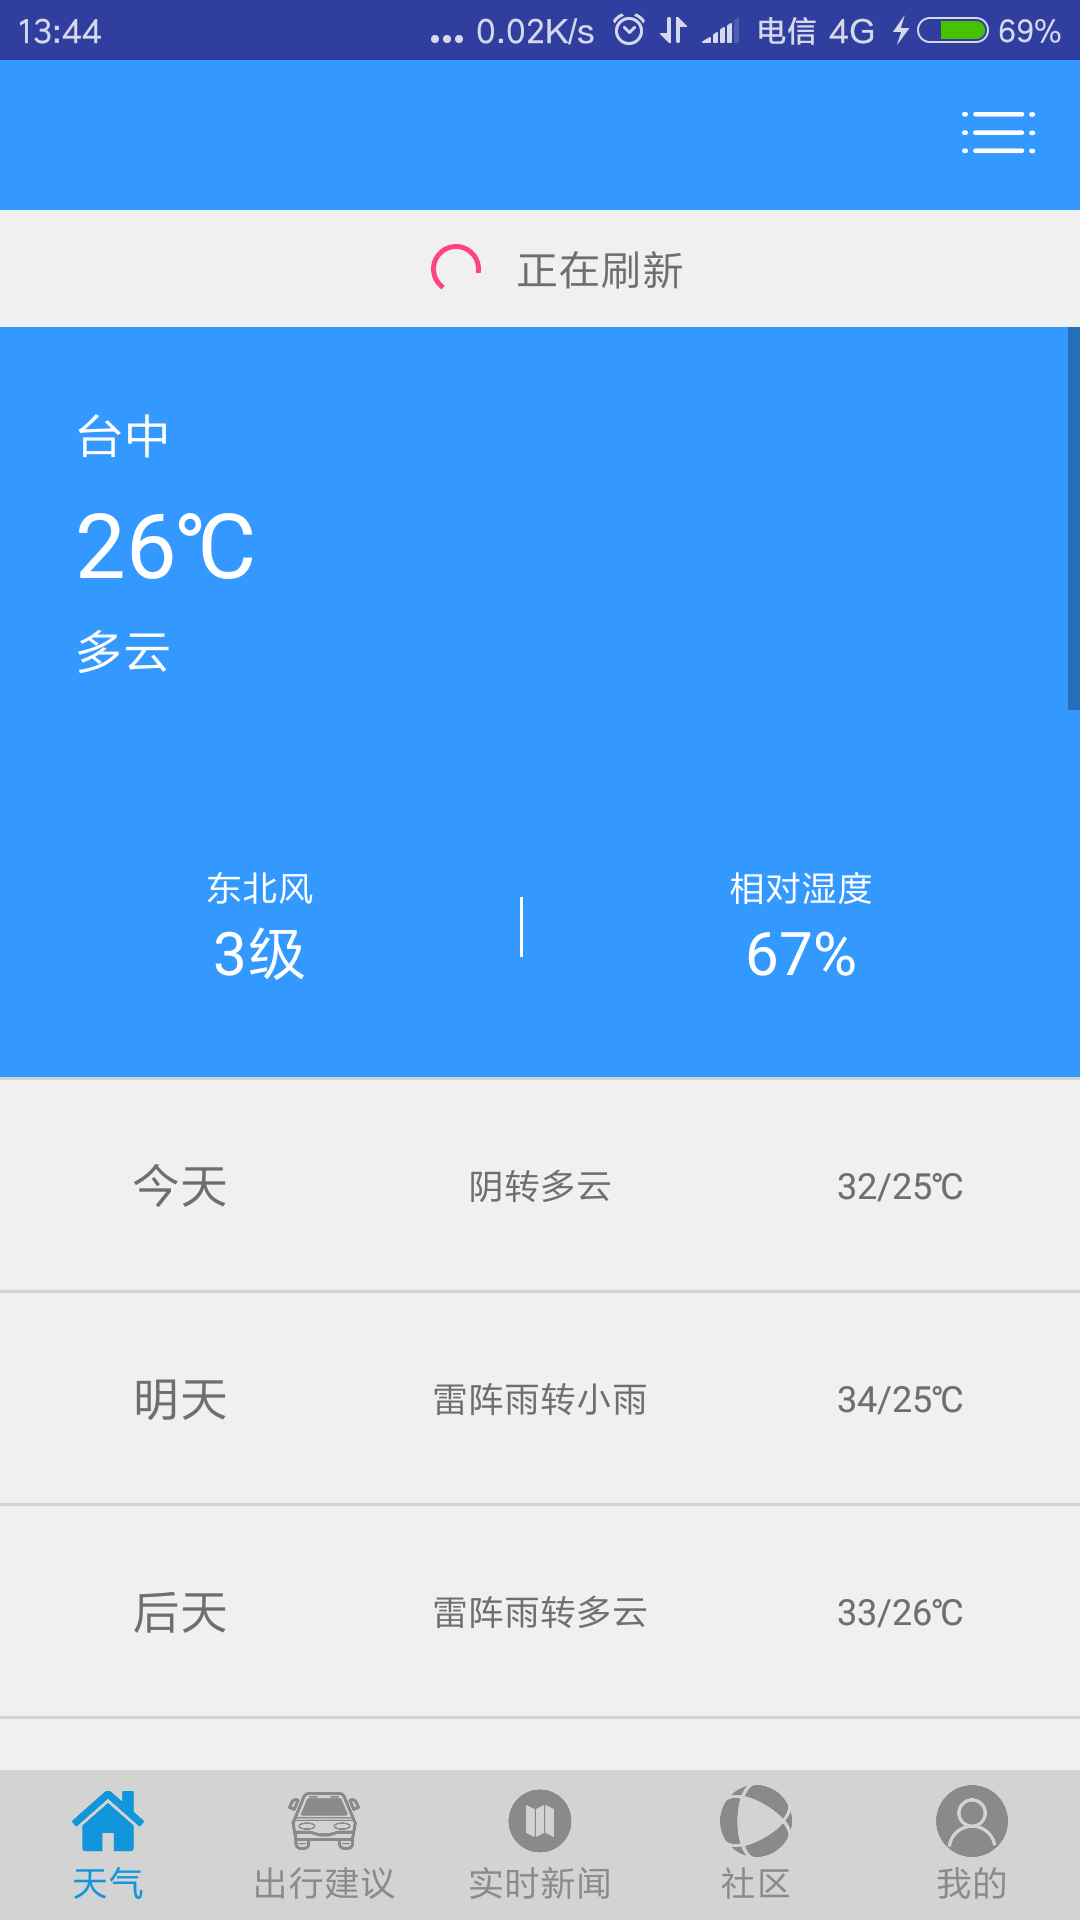 13:44 ... 0.02K/s 电信 4G 69%
正在刷新
台中
26℃
多云
东北风 相对湿度
3级 67%
今天 阴转多云 32/25℃
明天 雷阵雨转小雨 34/25℃
后天 雷阵雨转多云 33/26℃
天气 出行建议 实时新闻 社区 我的